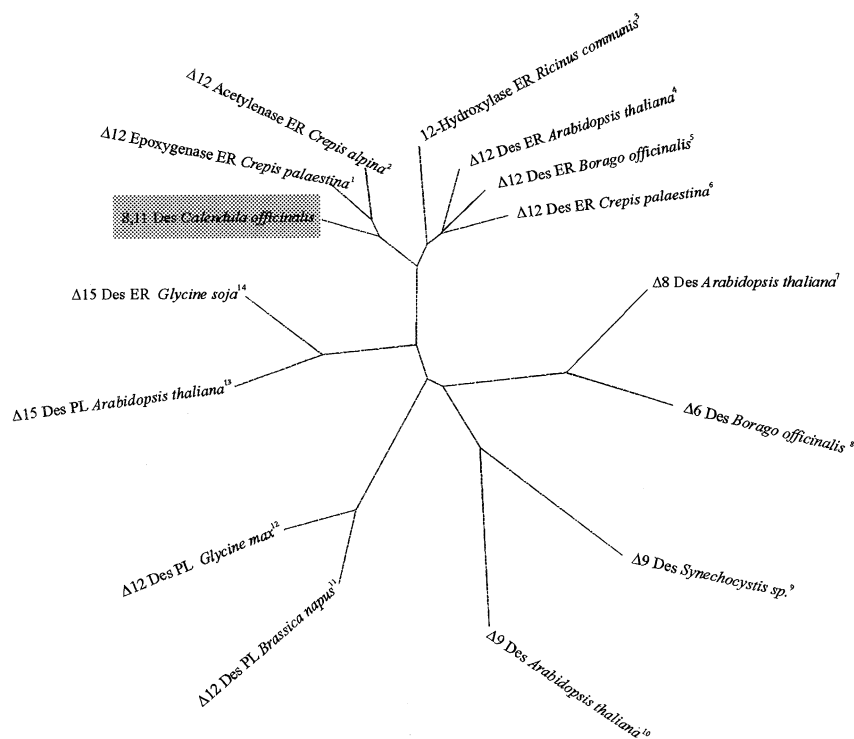 12-Hydroxylase ER Ricinus communis³
Δ12 Acetylenase ER Crepis alpina²
Δ12 Des ER Arabidopsis thaliana⁴
Δ12 Epoxygenase ER Crepis palaestina¹
Δ12 Des ER Borago officinalis⁵
Δ12 Des ER Crepis palaestina⁶
8,11 Des Calendula officinalis
Δ8 Des Arabidopsis thaliana⁷
Δ15 Des ER Glycine soja¹⁴
Δ15 Des PL Arabidopsis thaliana¹³
Δ6 Des Borago officinalis ⁸
Δ12 Des PL Glycine max¹²
Δ9 Des Synechocystis sp.⁹
Δ12 Des PL Brassica napus¹¹
Δ9 Des Arabidopsis thaliana¹⁰